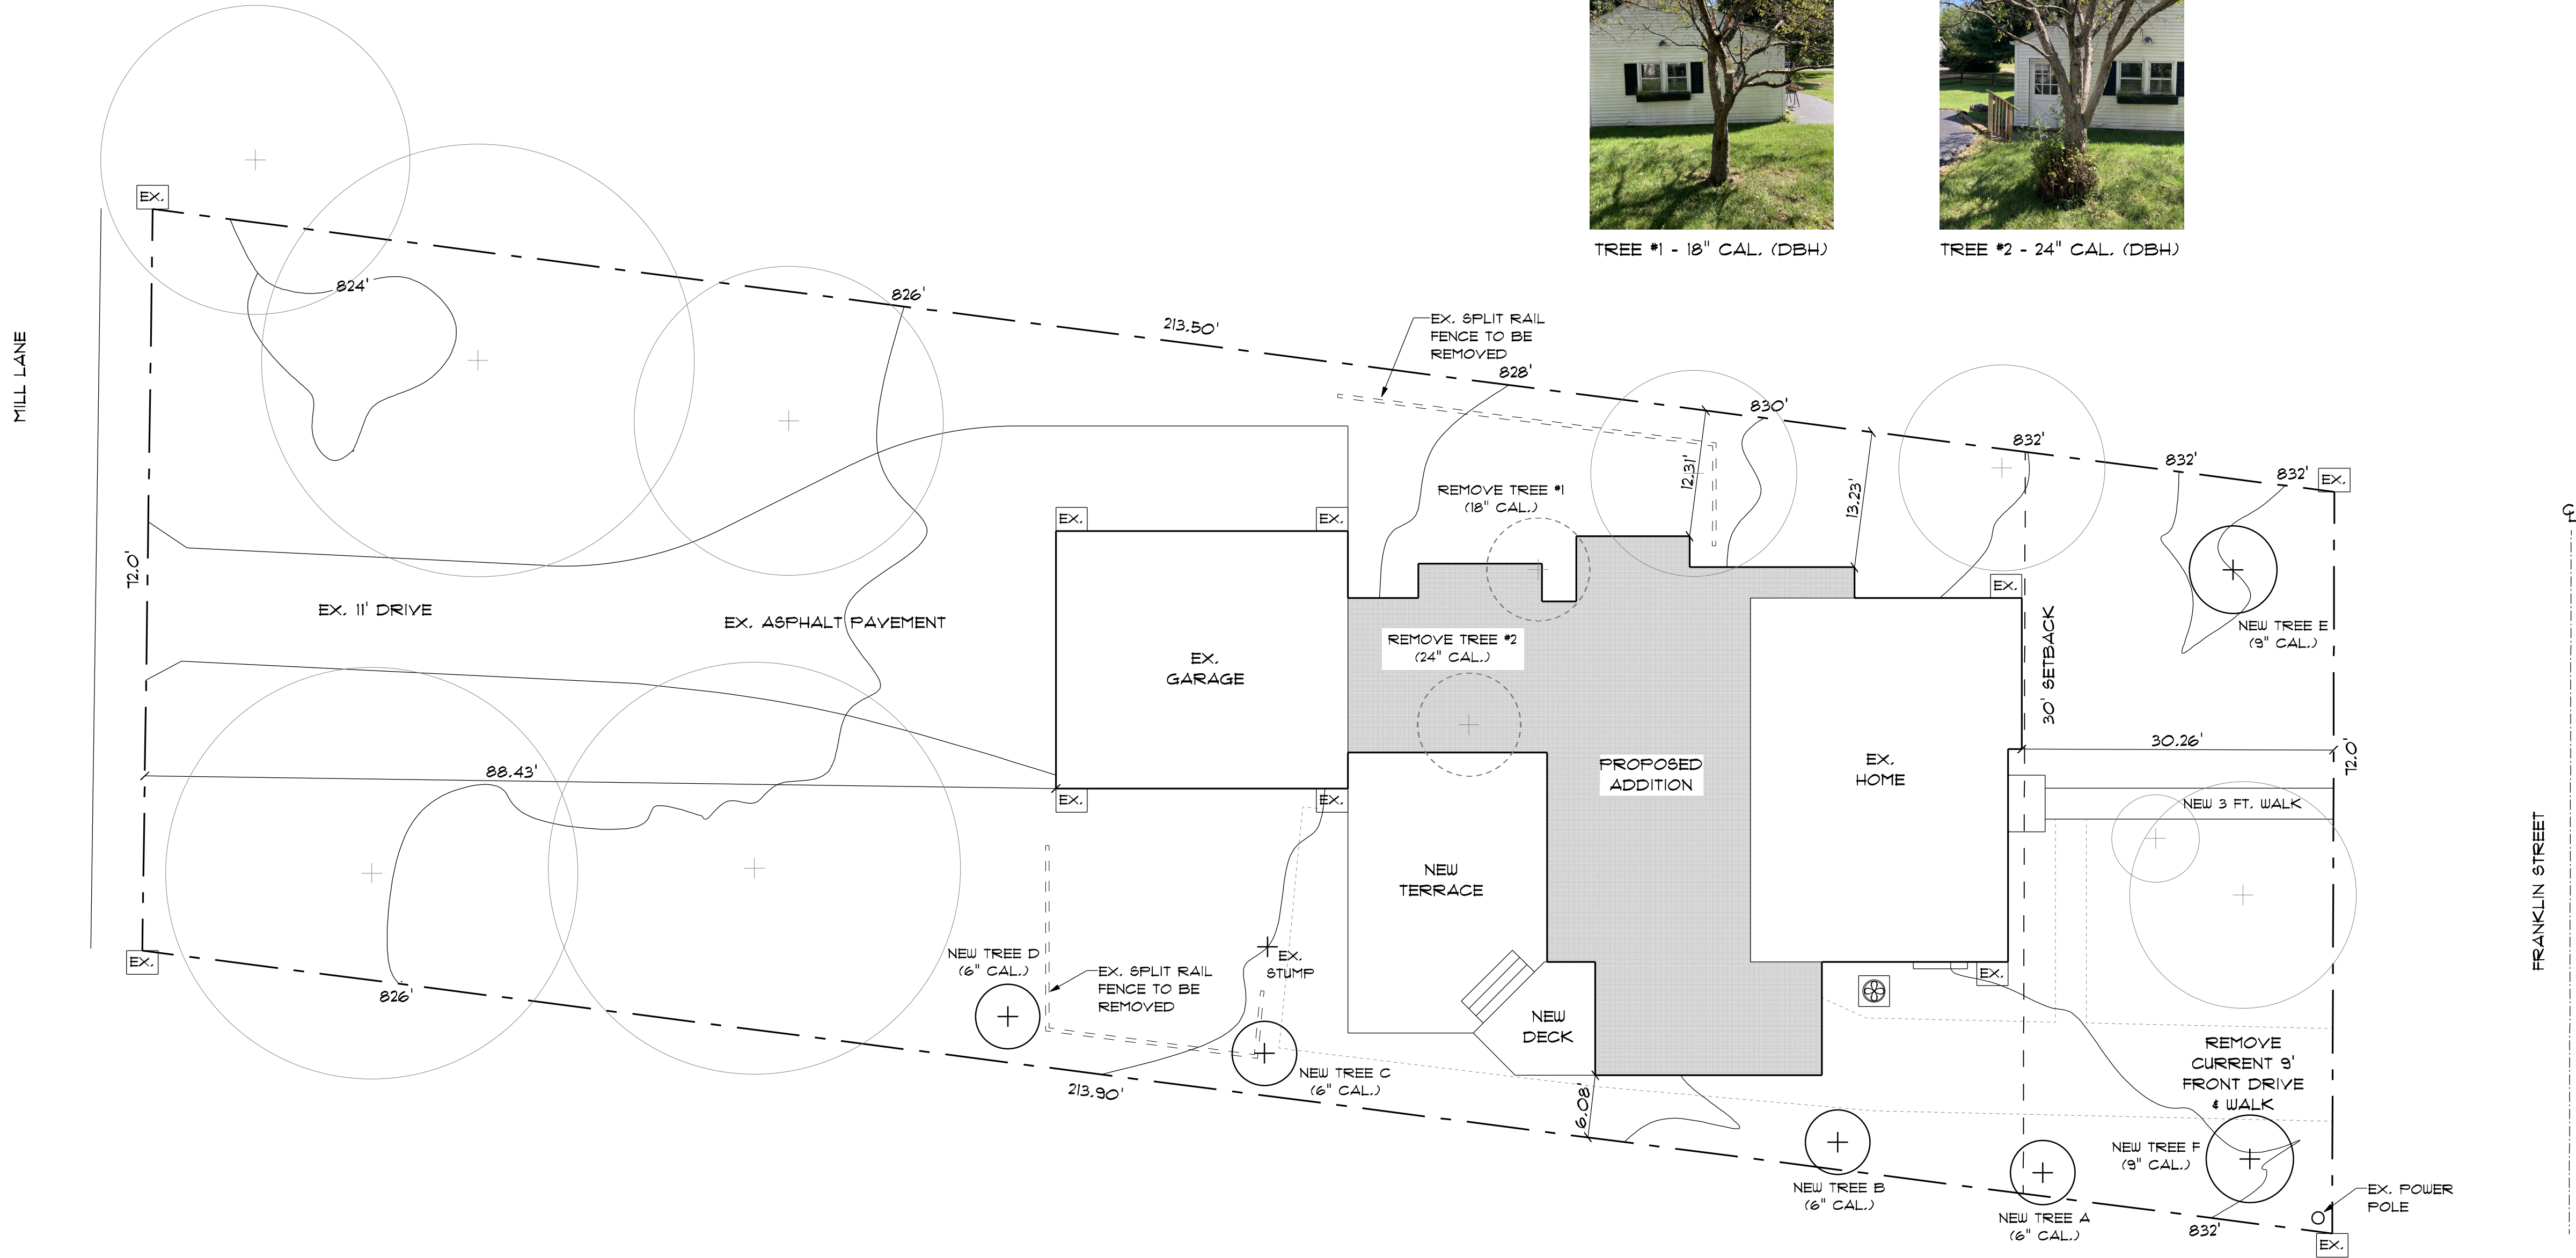 TREE #1 - 18" CAL. (DBH)
TREE #2 - 24" CAL. (DBH)
EX.
824'
826'
213.50'
EX. SPLIT RAIL
FENCE TO BE
REMOVED
828'
830'
832'
832'
832'
EX.
MILL LANE
12.31'
13.23'
REMOVE TREE #1
(18" CAL.)
EX.
EX.
72.0'
EX. 11' DRIVE
EX. ASPHALT PAVEMENT
EX.
GARAGE
REMOVE TREE #2
(24" CAL.)
EX.
30' SETBACK
NEW TREE E
(9" CAL.)
88.43'
EX.
EX.
PROPOSED
ADDITION
EX.
HOME
30.26'
72.0'
NEW 3 FT. WALK
NEW
TERRACE
FRANKLIN STREET
EX.
826'
NEW TREE D
(6" CAL.)
EX. SPLIT RAIL
FENCE TO BE
REMOVED
EX.
STUMP
EX.
NEW
DECK
213.90'
NEW TREE C
(6" CAL.)
6.08'
REMOVE
CURRENT 9'
FRONT DRIVE
& WALK
NEW TREE B
(6" CAL.)
NEW TREE A
(6" CAL.)
NEW TREE F
(9" CAL.)
832'
EX. POWER
POLE
EX.